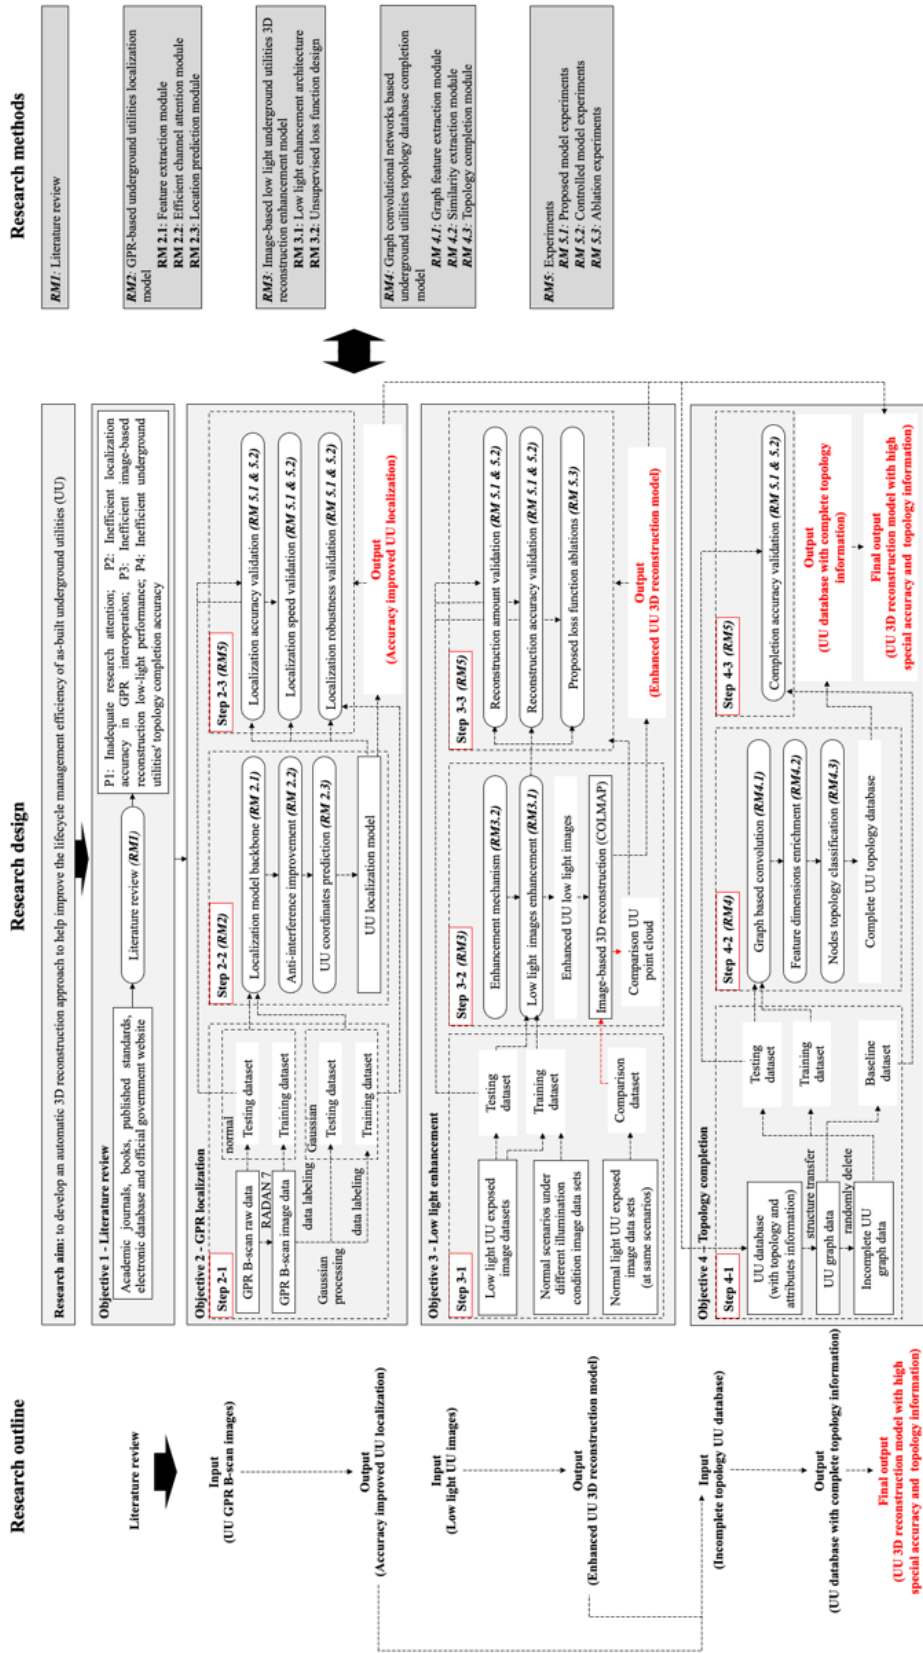 Research outline
Literature review
Input
(UU GPR B-scan images)
Output
(Accuracy improved UU localization)
Input
(Low light UU images)
Output
(Enhanced UU 3D reconstruction model)
Input
(Incomplete topology UU database)
Output
(UU database with complete topology information)
Final output
(UU 3D reconstruction model with high
special accuracy and topology information)
Research design
Research aim: to develop an automatic 3D reconstruction approach to help improve the lifecycle management efficiency of as-built underground utilities (UU)
Objective 1 - Literature review
Academic journals, books, published standards,
electronic database and official government website
Literature review (RM1)
P1: Inadequate research attention; P2: Inefficient localization
accuracy in GPR interoperation; P3: Inefficient image-based
reconstruction low-light performance; P4: Inefficient underground
utilities' topology completion accuracy
Objective 2 - GPR localization
Step 2-1
GPR B-scan raw data
RADAN 7
GPR B-scan image data
Gaussian
processing
data labeling
data labeling
normal
Testing dataset
Training dataset
Gaussian
Testing dataset
Training dataset
Step 2-2 (RM2)
Localization model backbone (RM 2.1)
Anti-interference improvement (RM 2.2)
UU coordinates prediction (RM 2.3)
UU localization model
Step 2-3 (RM5)
Localization accuracy validation (RM 5.1 & 5.2)
Localization speed validation (RM 5.1 & 5.2)
Localization robustness validation (RM 5.1 & 5.2)
Output
(Accuracy improved UU localization)
Objective 3 - Low light enhancement
Step 3-1
Low light UU exposed
image datasets
Normal scenarios under
different illumination
condition image data sets
Normal light UU exposed
image data sets
(at same scenarios)
Testing
dataset
Training
dataset
Comparison
dataset
Step 3-2 (RM3)
Enhancement mechanism (RM3.2)
Low light images enhancement (RM3.1)
Enhanced UU low light images
Image-based 3D reconstruction (COLMAP)
Comparison UU
point cloud
Step 3-3 (RM5)
Reconstruction amount validation (RM 5.1 & 5.2)
Reconstruction accuracy validation (RM 5.1 & 5.2)
Proposed loss function ablations (RM 5.3)
Output
(Enhanced UU 3D reconstruction model)
Objective 4 - Topology completion
Step 4-1
UU database
(with topology and
attributes information)
structure transfer
UU graph data
randomly delete
Incomplete UU
graph data
Testing
dataset
Training
dataset
Baseline dataset
Step 4-2 (RM4)
Graph based convolution (RM4.1)
Feature dimensions enrichment (RM4.2)
Nodes topology classification (RM4.3)
Complete UU topology database
Step 4-3 (RM5)
Completion accuracy validation (RM 5.1 & 5.2)
Output
(UU database with complete topology
information)
Final output
(UU 3D reconstruction model with high
special accuracy and topology information)
Research methods
RM1: Literature review
RM2: GPR-based underground utilities localization
model
RM 2.1: Feature extraction module
RM 2.2: Efficient channel attention module
RM 2.3: Location prediction module
RM3: Image-based low light underground utilities 3D
reconstruction enhancement model
RM 3.1: Low light enhancement architecture
RM 3.2: Unsupervised loss function design
RM4: Graph convolutional networks based
underground utilities topology database completion
model
RM 4.1: Graph feature extraction module
RM 4.2: Similarity extraction module
RM 4.3: Topology completion module
RM5: Experiments
RM 5.1: Proposed model experiments
RM 5.2: Controlled model experiments
RM 5.3: Ablation experiments